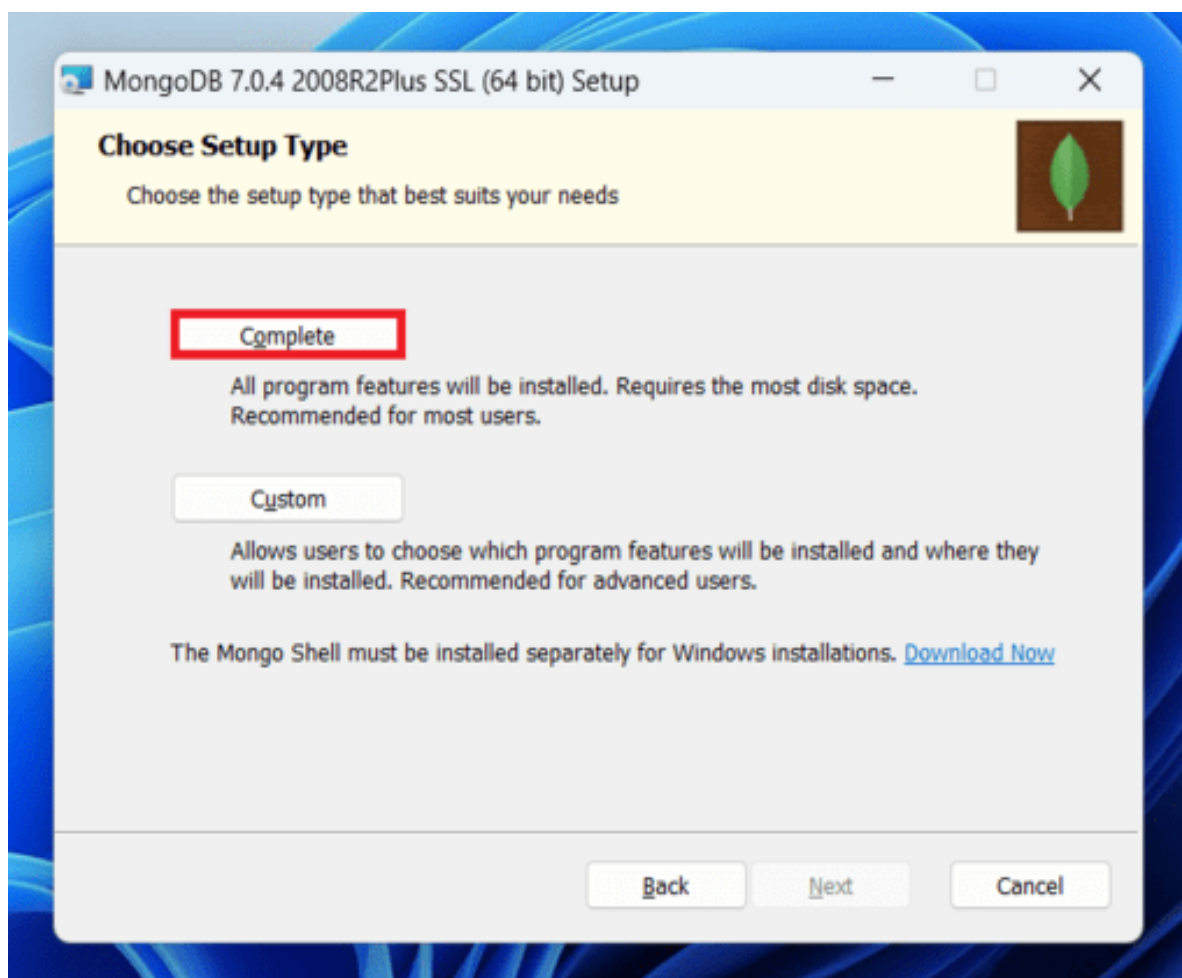 MongoDB 7.0.4 2008R2Plus SSL (64 bit) Setup
Choose Setup Type
Choose the setup type that best suits your needs
Complete
All program features will be installed. Requires the most disk space.
Recommended for most users.
Custom
Allows users to choose which program features will be installed and where they
will be installed. Recommended for advanced users.
The Mongo Shell must be installed separately for Windows installations. Download Now
Back Next Cancel